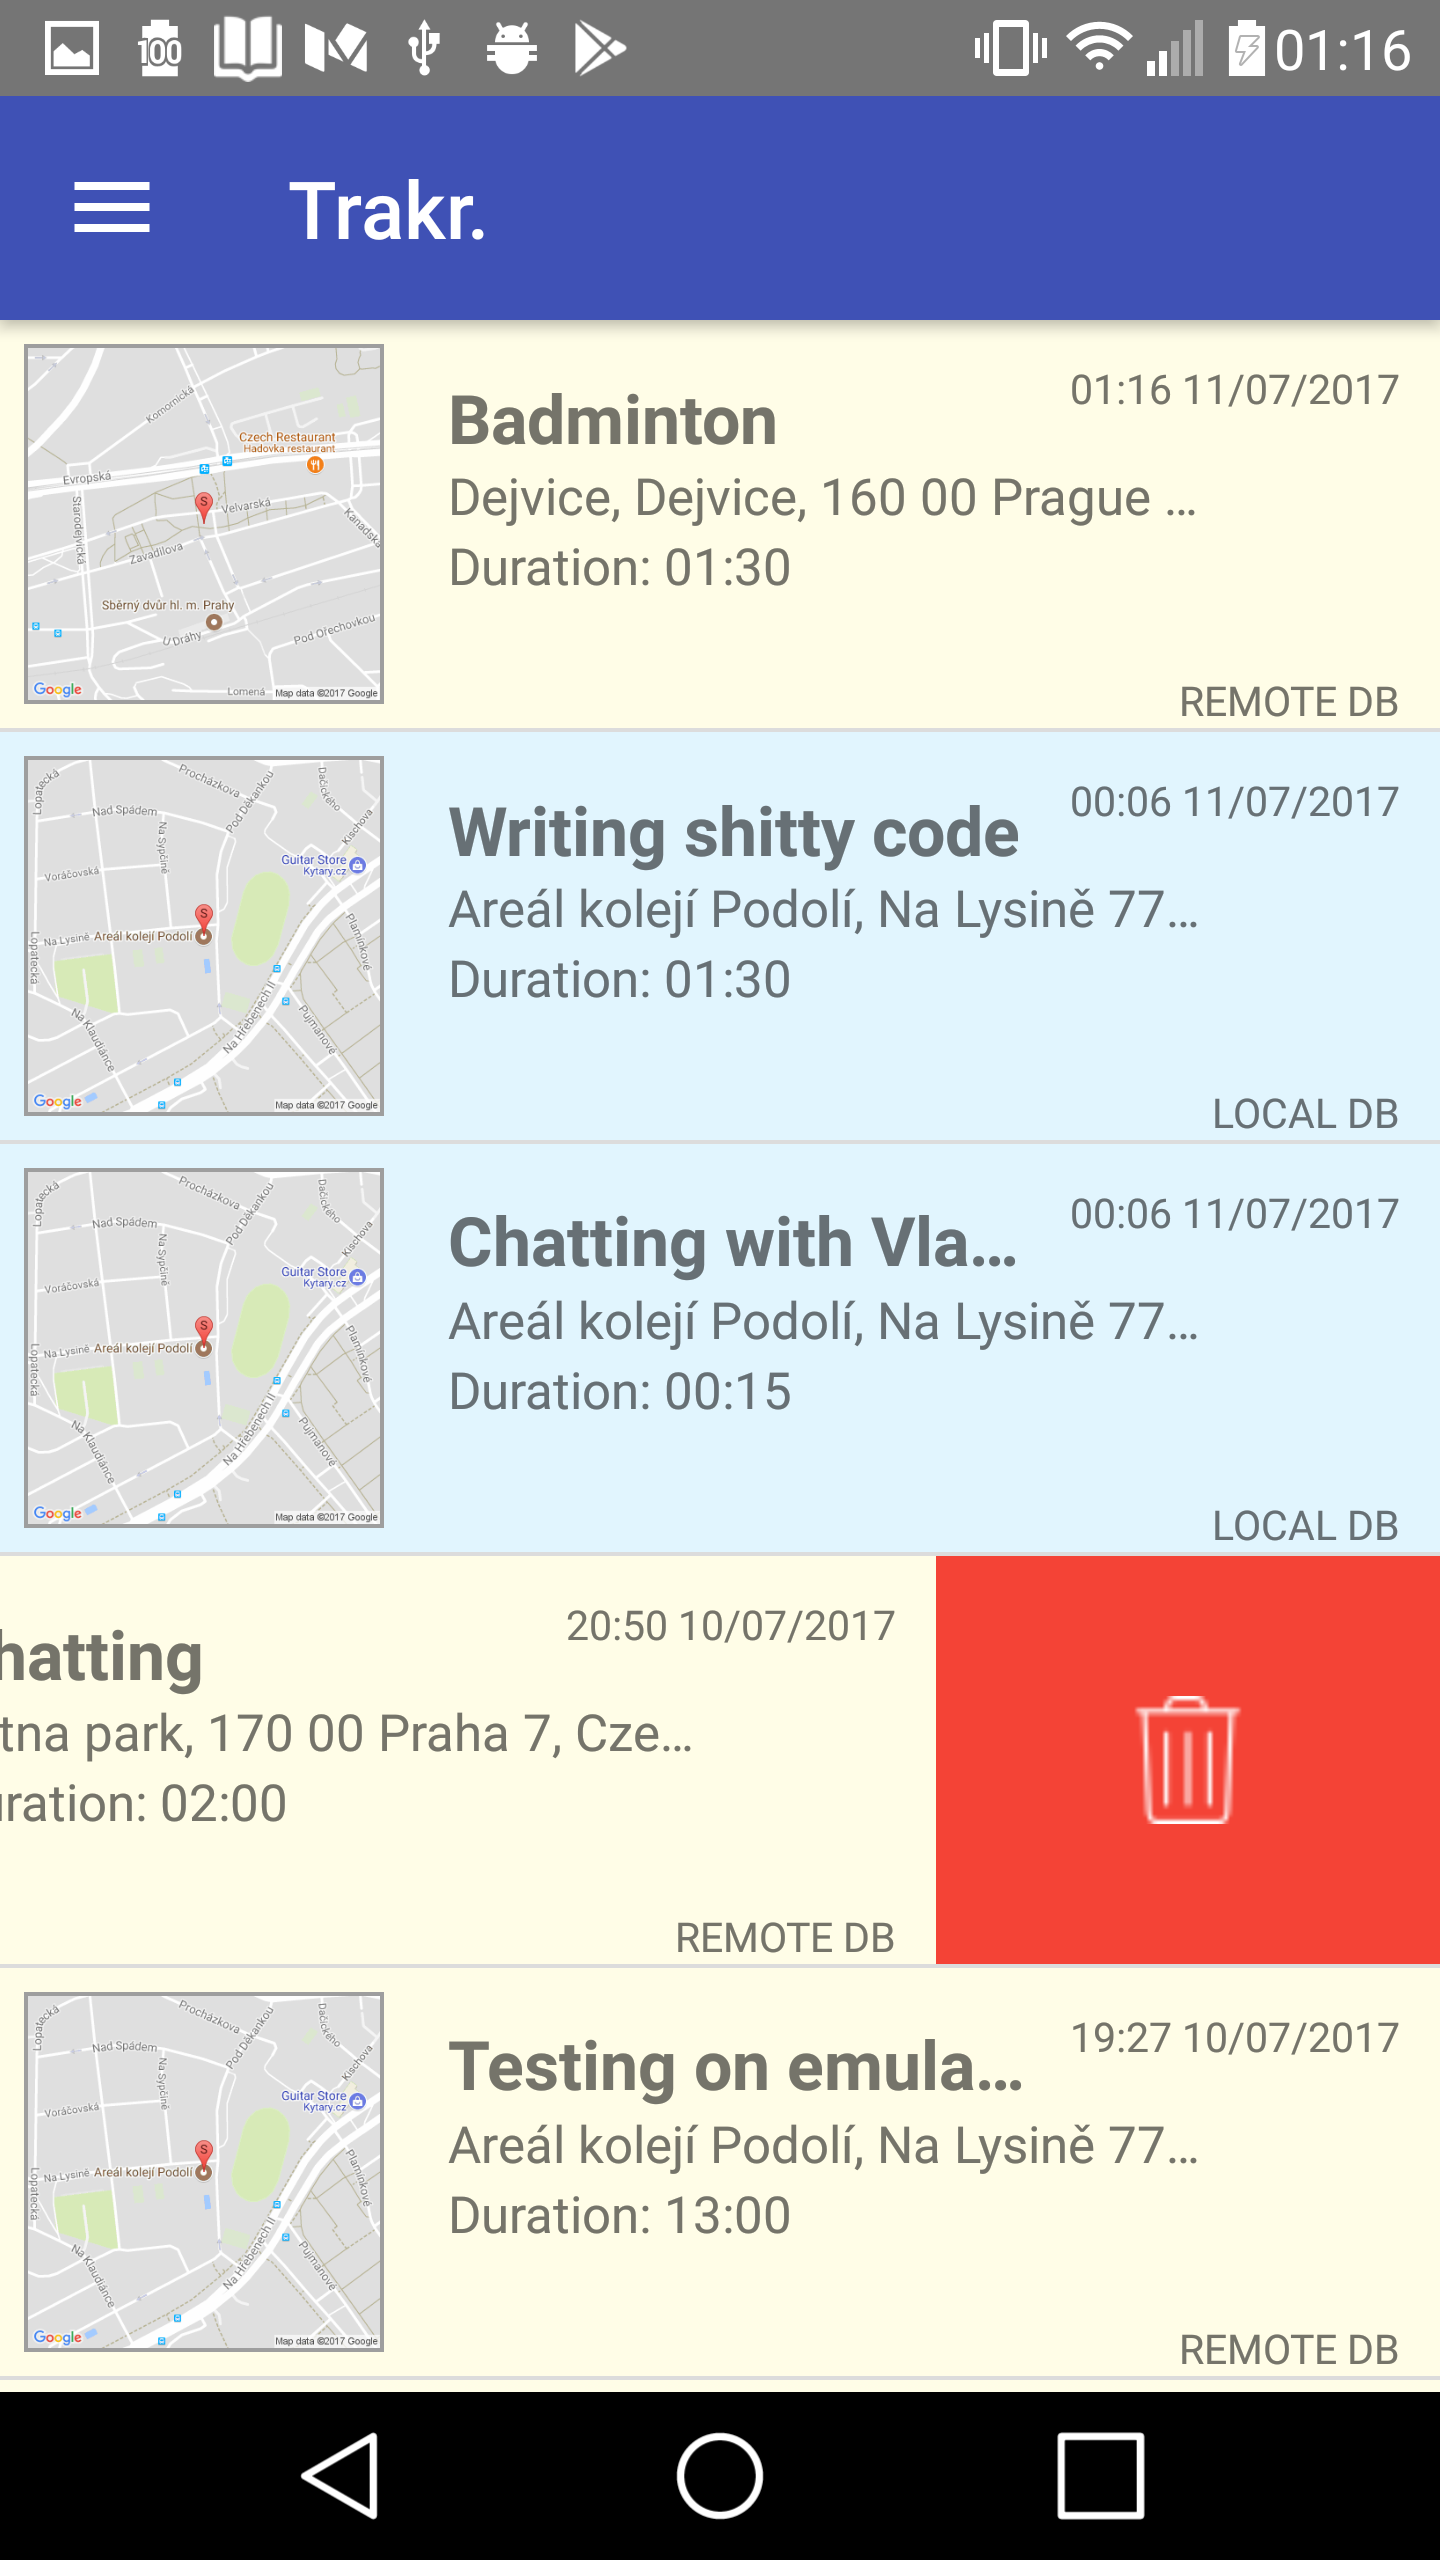 100
01:16
Trakr.
Komornická
Czech Restaurant
Hadovka restaurant
Evropská
Starodejvická
Velvarská
Kanadská
Zavadilova
Sběrný dvůr hl. m. Prahy
U Dráhy
Pod Ořechovkou
Lomená
Google
Map data ©2017 Google
Badminton
01:16 11/07/2017
Dejvice, Dejvice, 160 00 Prague ...
Duration: 01:30
REMOTE DB
Lopatecká
Procházkova
Pod Děkankou
Dačického
Nad Spádem
Na Sypčině
Kischova
Guitar Store
Kytary.cz
Voráčovská
Na Lysině
Areál kolejí Podolí
Lopatecká
Plamínkové
Na Klaudiánce
Na Hřebenech II
Pujmanové
Google
Map data ©2017 Google
Writing shitty code
00:06 11/07/2017
Areál kolejí Podolí, Na Lysině 77...
Duration: 01:30
LOCAL DB
Lopatecká
Procházkova
Pod Děkankou
Dačického
Nad Spádem
Na Sypčině
Kischova
Guitar Store
Kytary.cz
Voráčovská
Na Lysině
Areál kolejí Podolí
Lopatecká
Plamínkové
Na Klaudiánce
Na Hřebenech II
Pujmanové
Google
Map data ©2017 Google
Chatting with Vla...
00:06 11/07/2017
Areál kolejí Podolí, Na Lysině 77...
Duration: 00:15
LOCAL DB
hatting
20:50 10/07/2017
tna park, 170 00 Praha 7, Cze...
uration: 02:00
REMOTE DB
Lopatecká
Procházkova
Pod Děkankou
Dačického
Nad Spádem
Na Sypčině
Kischova
Guitar Store
Kytary.cz
Voráčovská
Na Lysině
Areál kolejí Podolí
Lopatecká
Plamínkové
Na Klaudiánce
Na Hřebenech II
Pujmanové
Google
Map data ©2017 Google
Testing on emula...
19:27 10/07/2017
Areál kolejí Podolí, Na Lysině 77...
Duration: 13:00
REMOTE DB